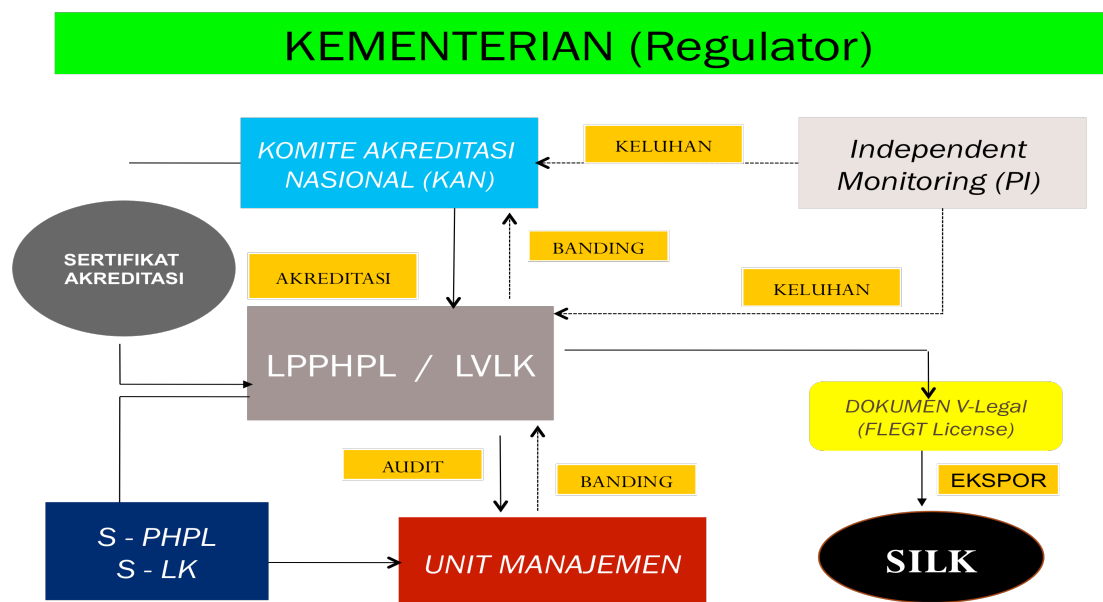 KEMENTERIAN (Regulator)
KOMITE AKREDITASI
NASIONAL (KAN)
KELUHAN
Independent
Monitoring (PI)
SERTIFIKAT
AKREDITASI
AKREDITASI
BANDING
KELUHAN
LPPHPL / LVLK
DOKUMEN V-Legal
(FLEGT License)
AUDIT
BANDING
EKSPOR
S - PHPL
S - LK
UNIT MANAJEMEN
SILK